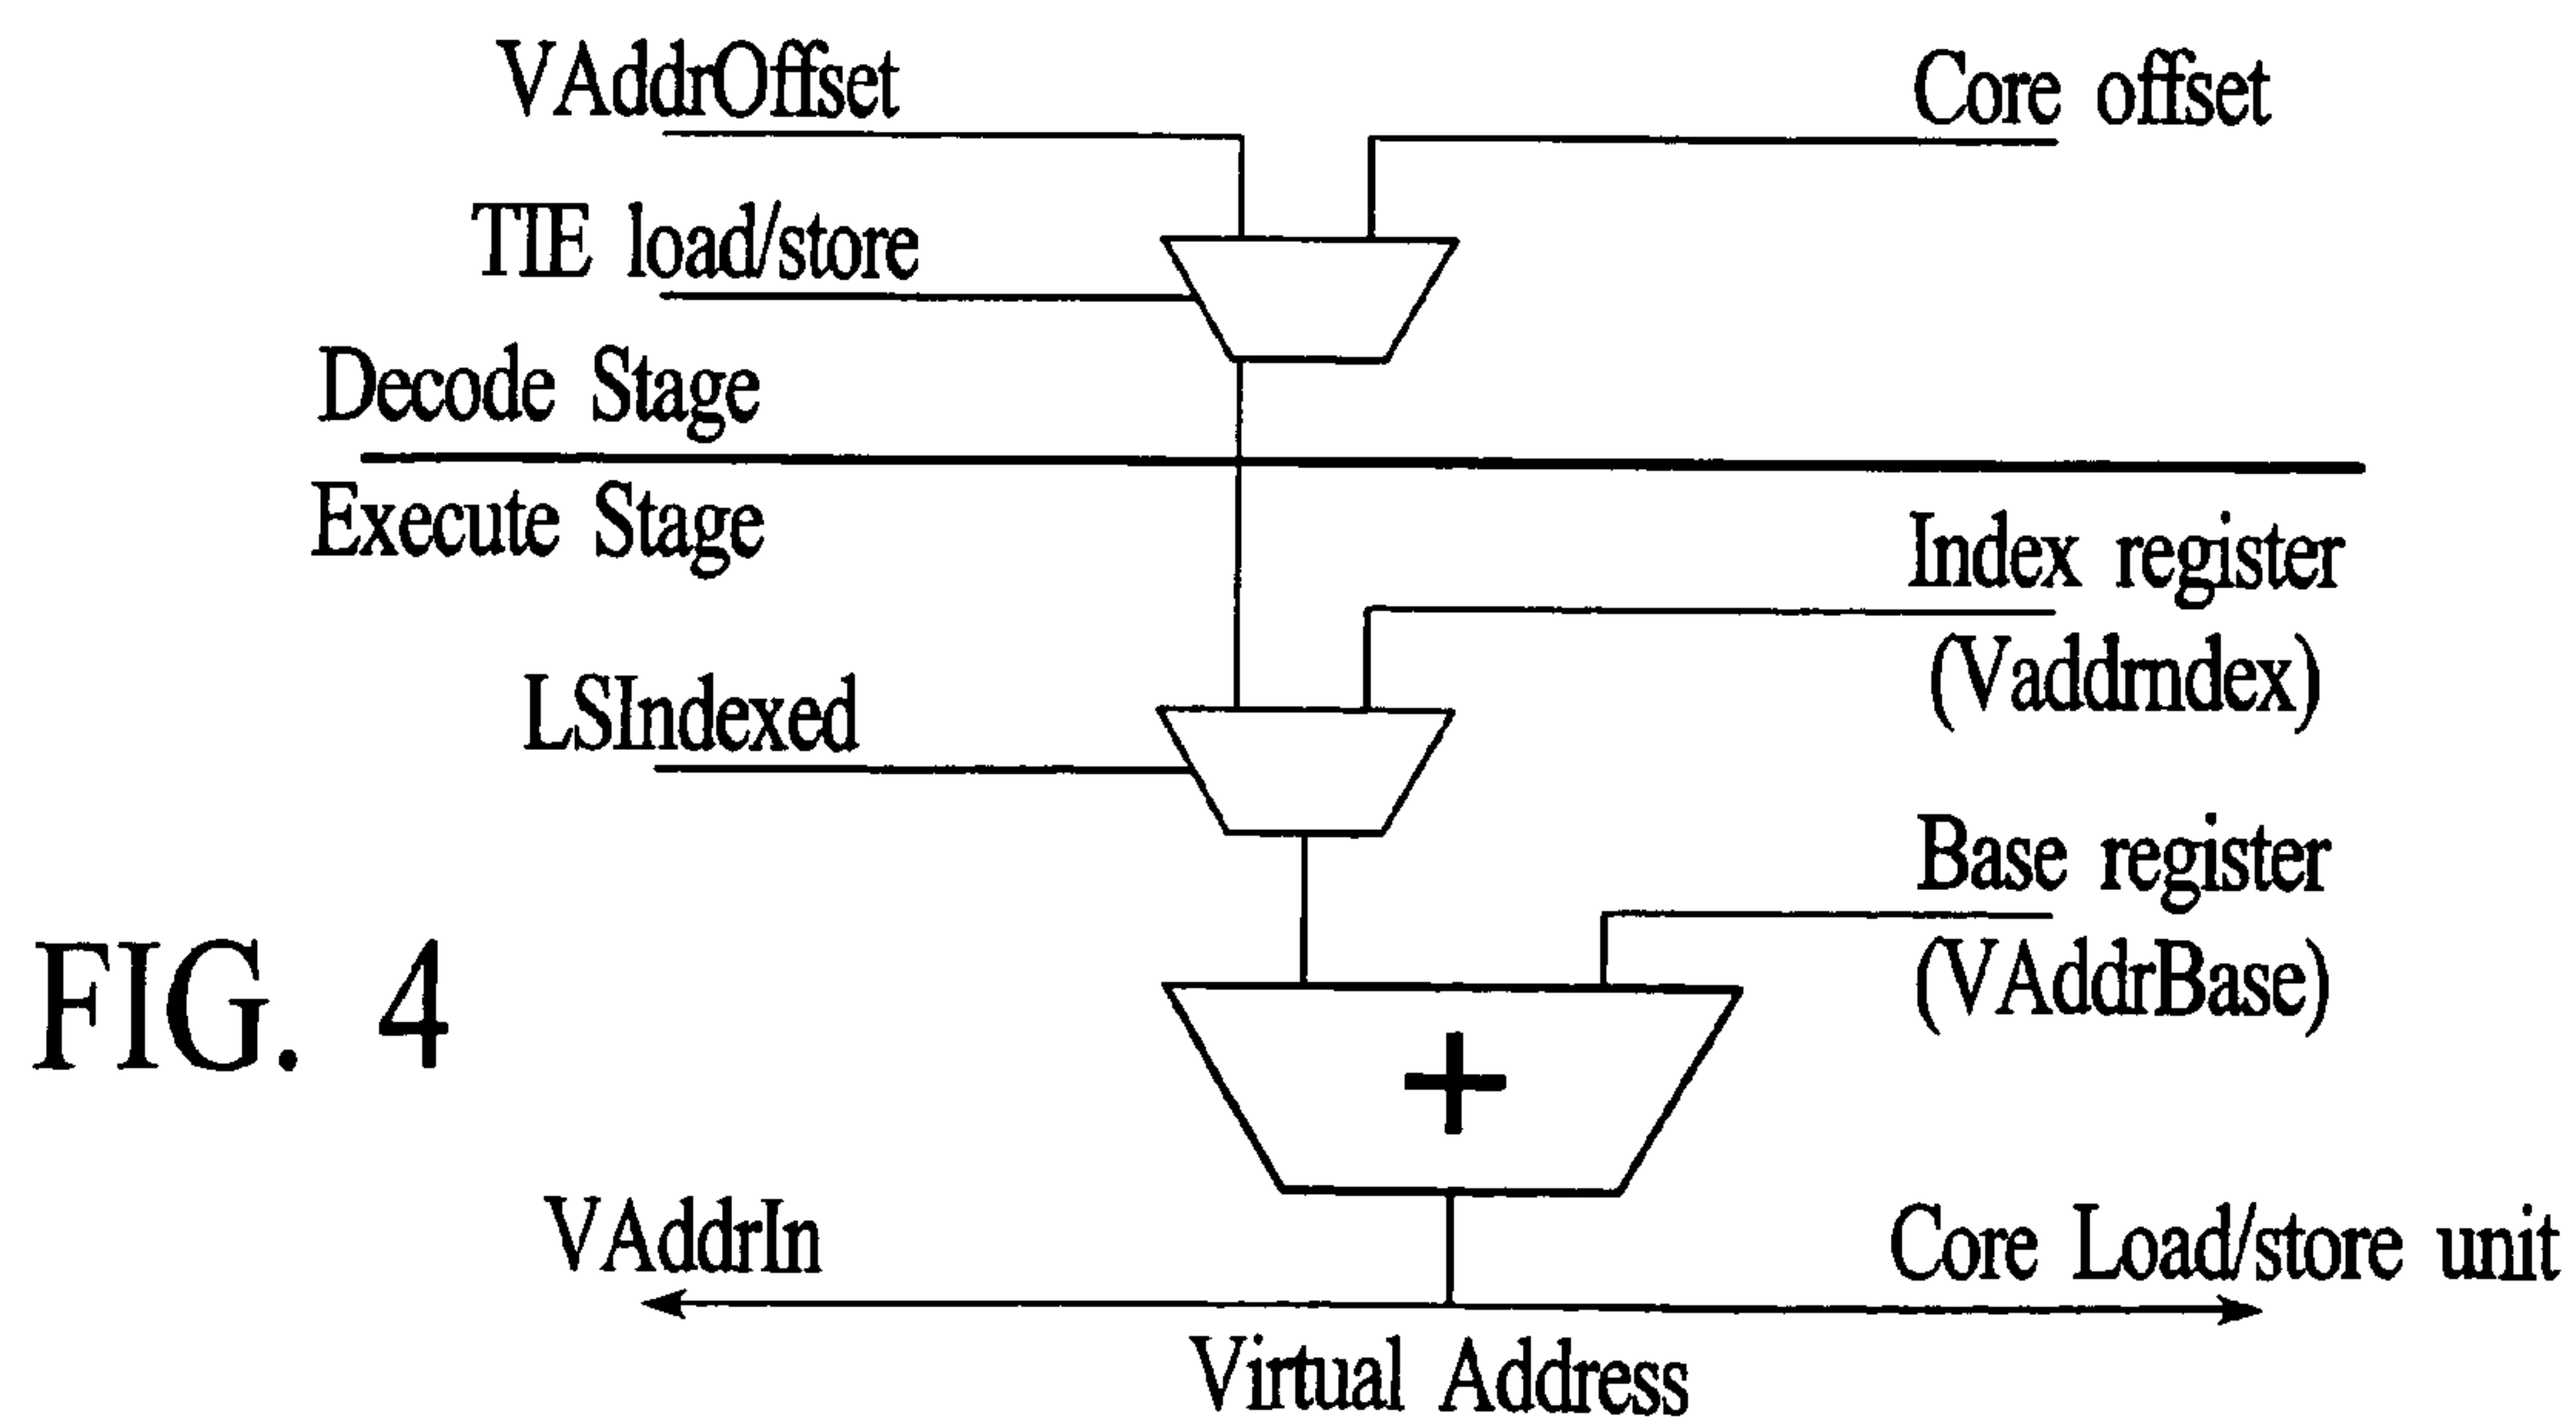 VAddrOffset
Core offset
TIE load/store
Decode Stage
Execute Stage
Index register
(Vaddrndex)
LSIndexed
Base register
(VAddrBase)
FIG. 4
+
VAddrIn
Core Load/store unit
Virtual Address